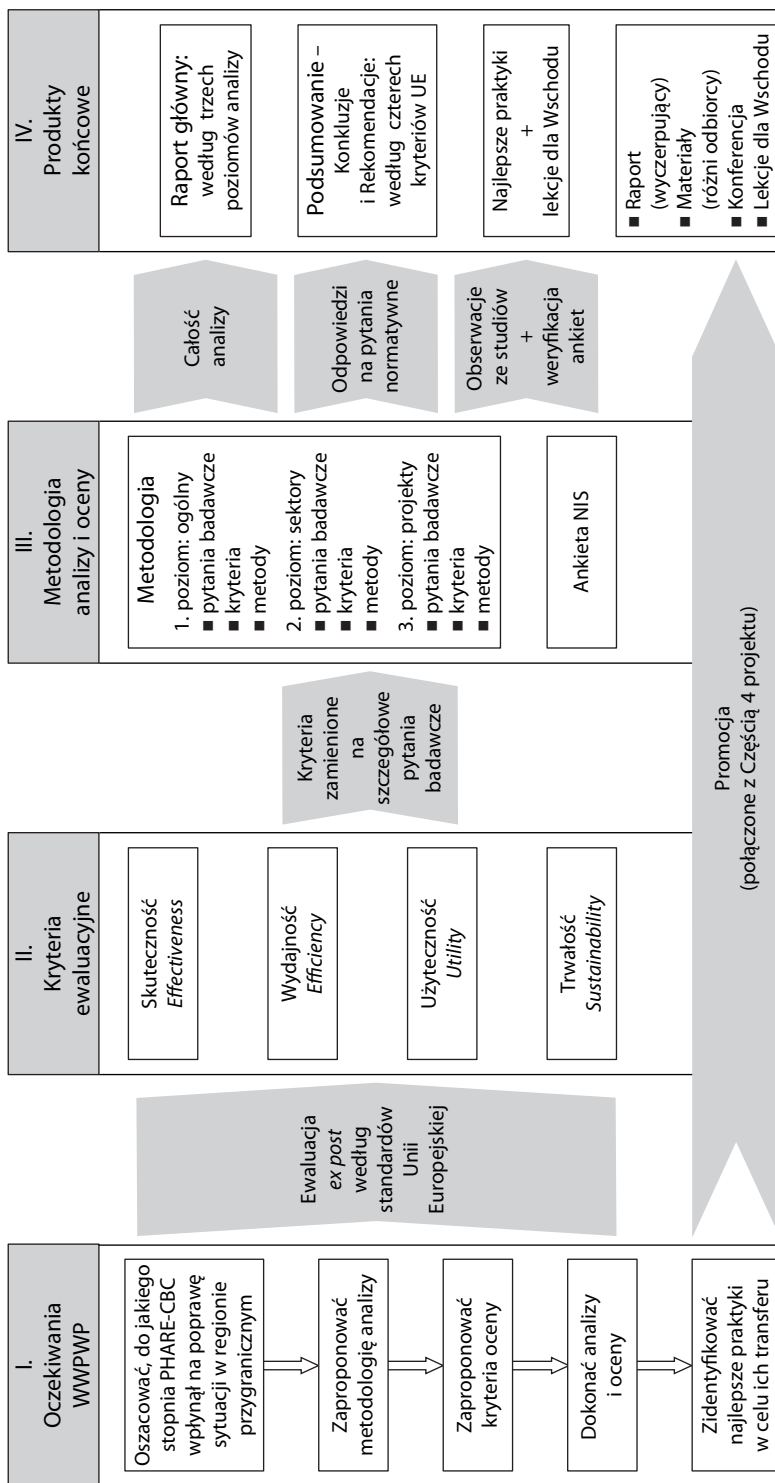 I.
Oczekiwania
WWPWP
Oszacować, do jakiego
stopnia PHARE-CBC
wpłynął na poprawę
sytuacji w regionie
przygranicznym
Zaproponować
metodologię analizy
Zaproponować
kryteria oceny
Dokonać analizy
i oceny
Zidentyfikować
najlepsze praktyki
w celu ich transferu
Ewaluacja
ex post
według
standardów
Unii
Europejskiej
II.
Kryteria
ewaluacyjne
Skuteczność
Effectiveness
Wydajność
Efficiency
Użyteczność
Utility
Trwałość
Sustainability
Kryteria
zamienione
na
szczegółowe
pytania
badawcze
III.
Metodologia
analizy i oceny
Metodologia
1. poziom: ogólny
■ pytania badawcze
■ kryteria
■ metody
2. poziom: sektory
■ pytania badawcze
■ kryteria
■ metody
3. poziom: projekty
■ pytania badawcze
■ kryteria
■ metody
Ankieta NIS
Całość
analizy
Odpowiedzi
na pytania
normatywne
Obserwacje
ze studiów
+
weryfikacja
ankiet
IV.
Produkty
końcowe
Raport główny:
według trzech
poziomów analizy
Podsumowanie –
Konkluzje
i Rekomendacje:
według czterech
kryteriów UE
Najlepsze praktyki
+
lekcje dla Wschodu
■ Raport
(wyczerpujący)
■ Materiały
(różni odbiorcy)
■ Konferencja
■ Lekcje dla Wschodu
Promocja
(połączone z Częścią 4 projektu)